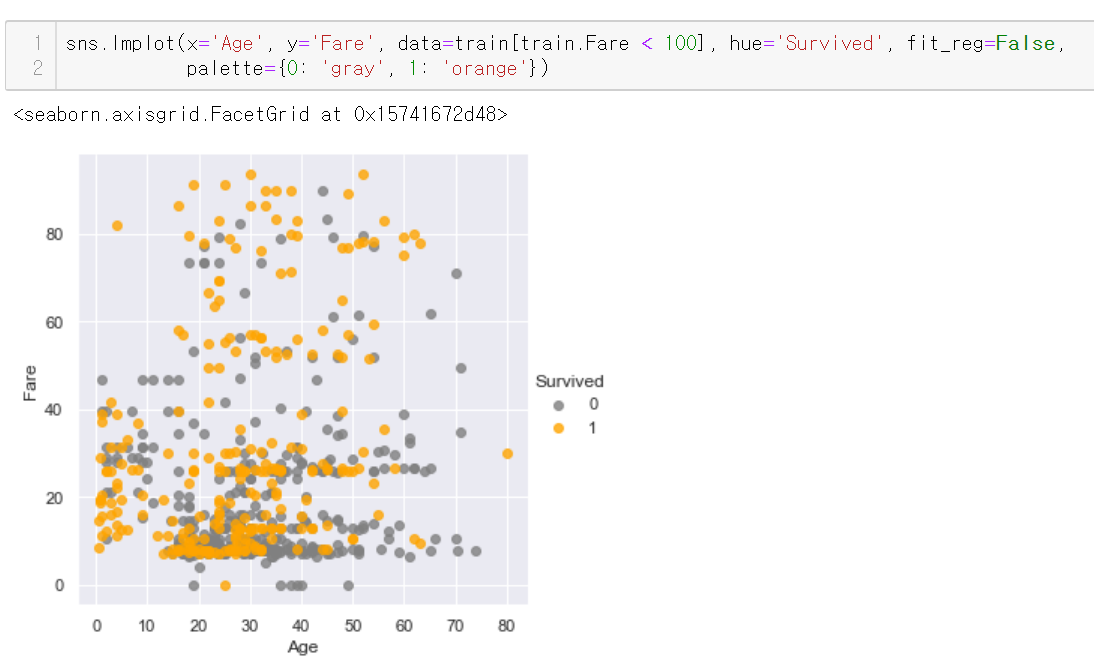 1 sns.lmplot(x='Age', y='Fare', data=train[train.Fare < 100], hue='Survived', fit_reg=False,
2 palette={0: 'gray', 1: 'orange'})
<seaborn.axisgrid.FacetGrid at 0x15741672d48>
80
60
40
20
0
Fare
0 10 20 30 40 50 60 70 80
Age
Survived
0
1